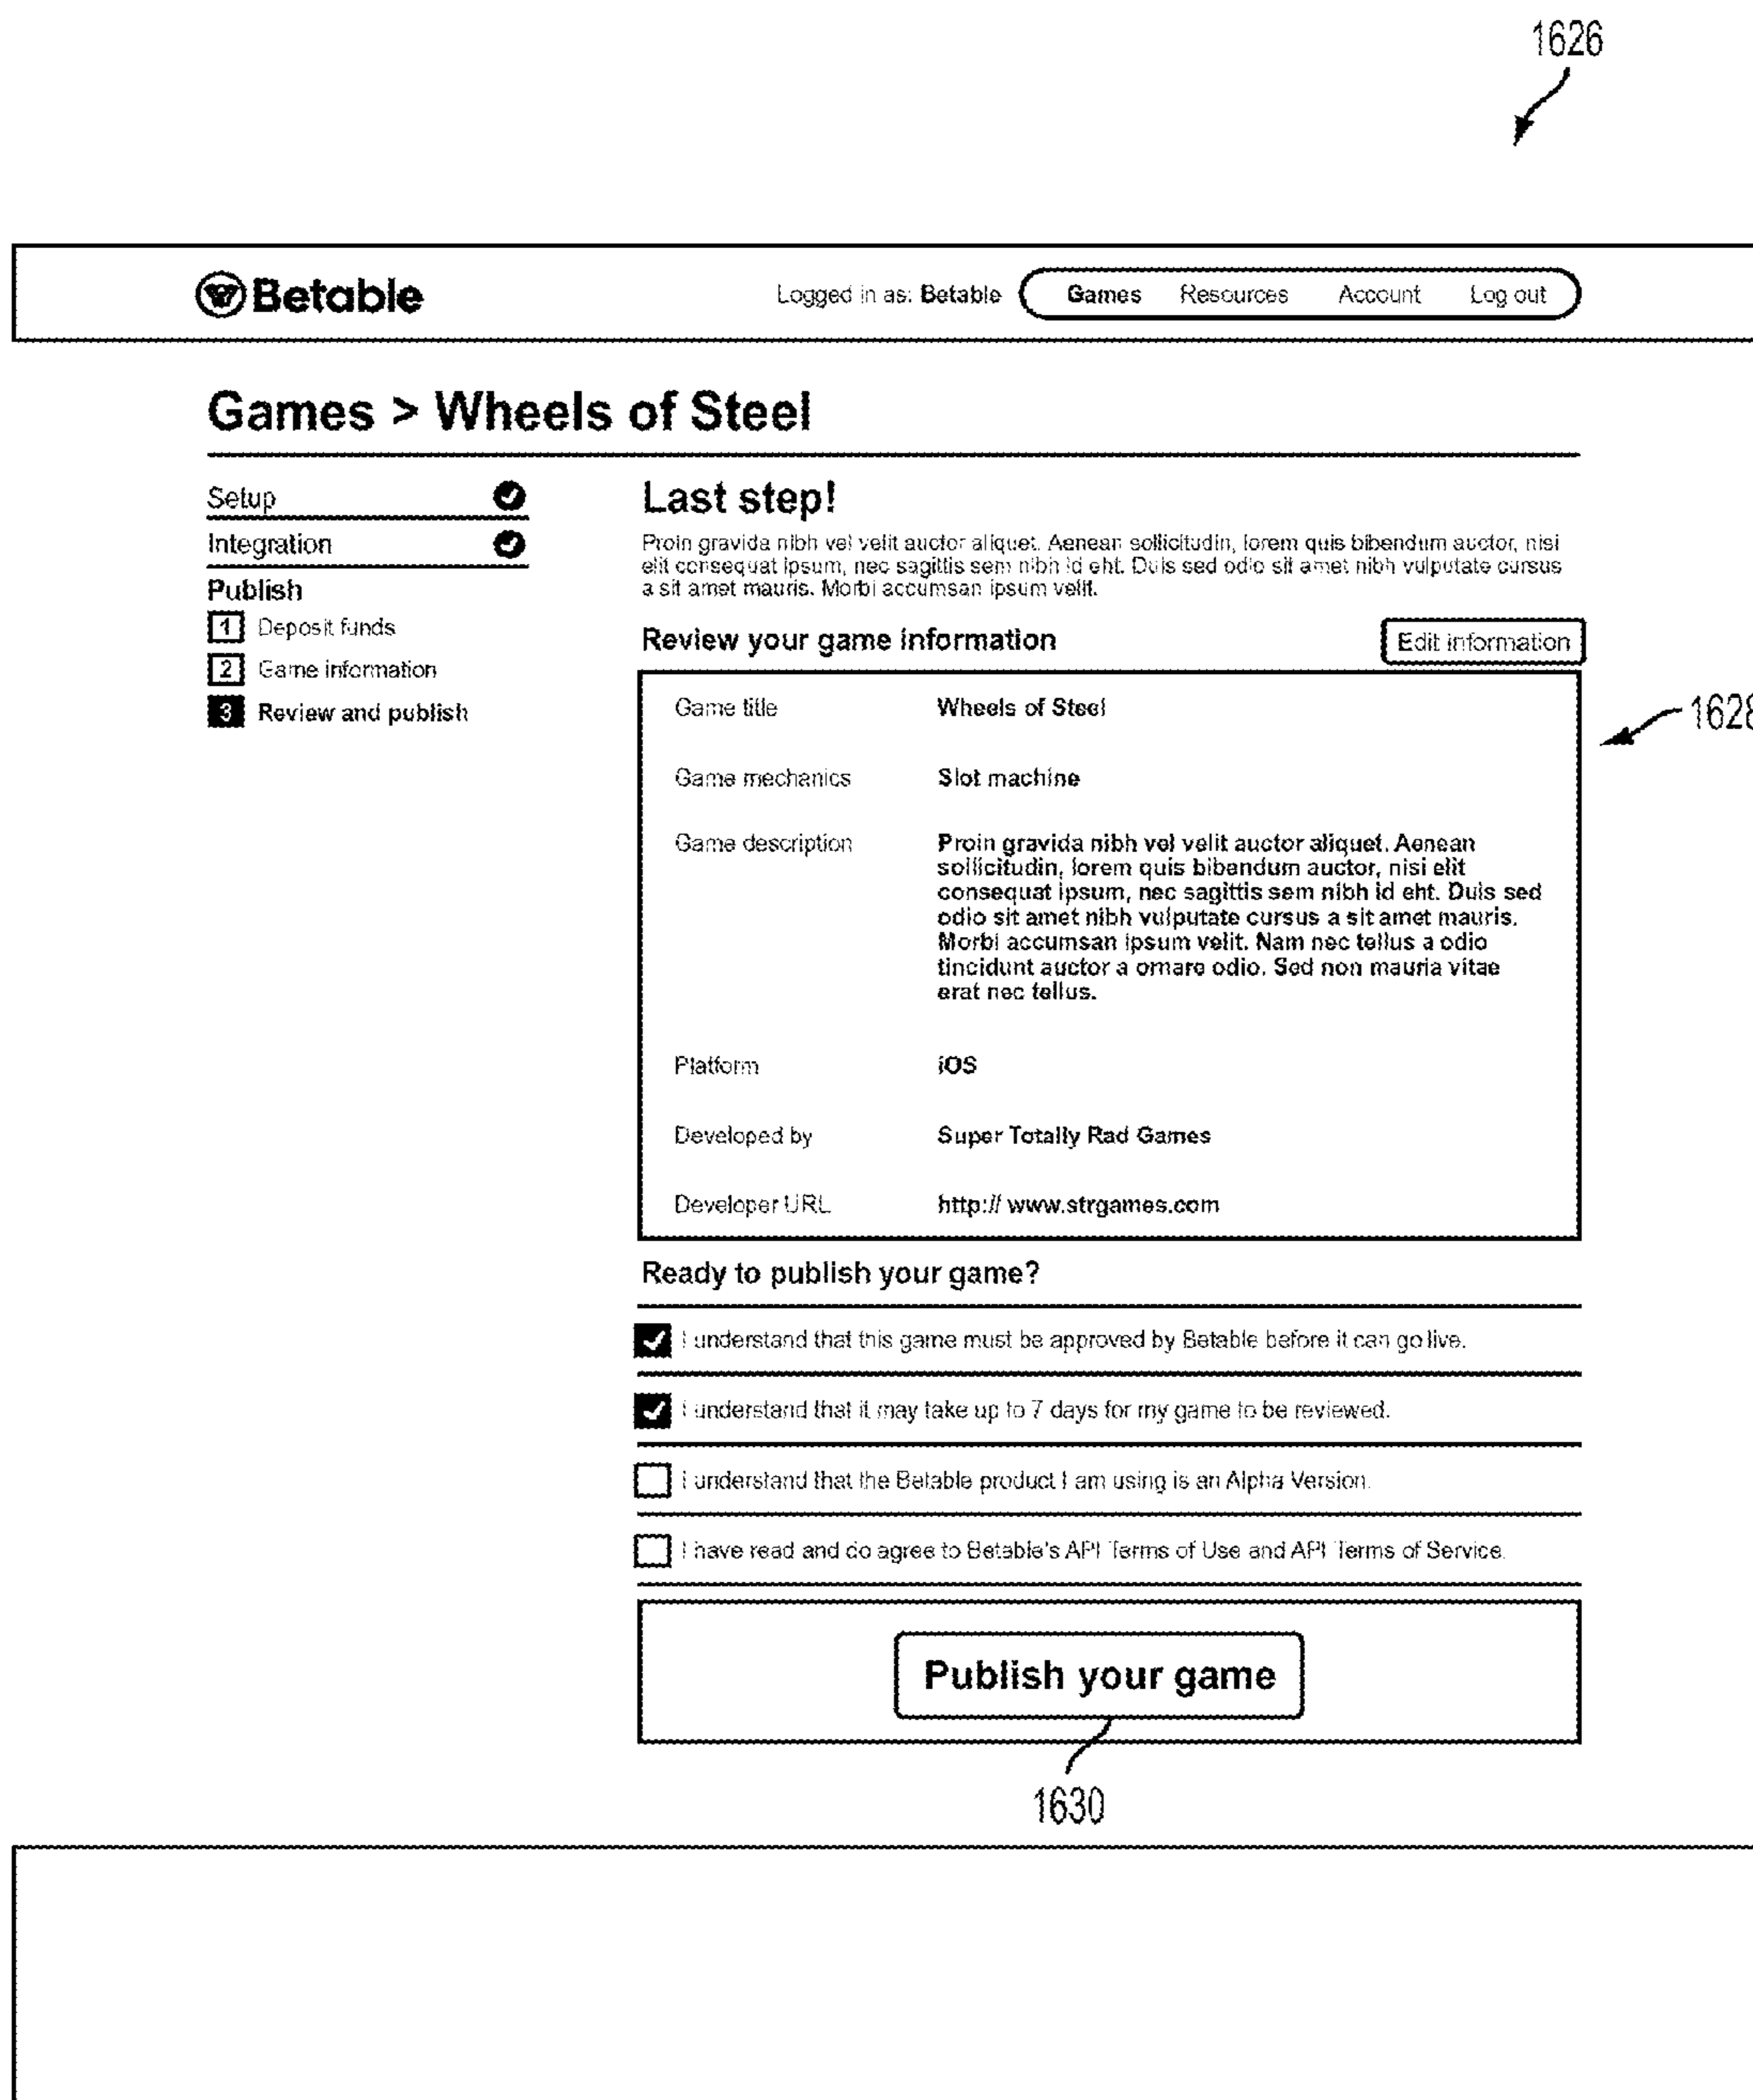 1626
Betable
Logged in as: Betable Games Resources Account Log out
Games > Wheels of Steel
Setup
Integration
Publish
1 Deposit funds
2 Game information
3 Review and publish
Last step!
Proin gravida nibh vel velit auctor aliquet. Aenean sollicitudin, lorem quis bibendum auctor, nisi
elit consequat ipsum, nec sagittis sem nibh id eht. Duis sed odio sit amet nibh vulputate cursus
a sit amet mauris. Morbi accumsan ipsum velit.
Review your game information
Edit information
1628
Game title Wheels of Steel
Game mechanics Slot machine
Game description Proin gravida nibh vel velit auctor aliquet. Aenean
sollicitudin, lorem quis bibendum auctor, nisi elit
consequat ipsum, nec sagittis sem nibh id eht. Duis sed
odio sit amet nibh vulputate cursus a sit amet mauris.
Morbi accumsan ipsum velit. Nam nec tellus a odio
tincidunt auctor a ornare odio. Sed non mauria vitae
erat nec tellus.
Platform iOS
Developed by Super Totally Rad Games
Developer URL http:// www.strgames.com
Ready to publish your game?
I understand that this game must be approved by Betable before it can go live.
I understand that it may take up to 7 days for my game to be reviewed.
I understand that the Betable product I am using is an Alpha Version.
I have read and do agree to Betable's API Terms of Use and API Terms of Service.
Publish your game
1630